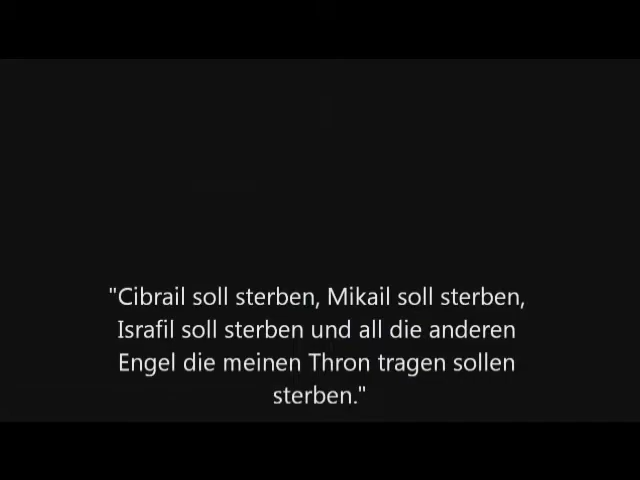 "Cibrail soll sterben, Mikail soll sterben,
Israfil soll sterben und all die anderen
Engel die meinen Thron tragen sollen
sterben."